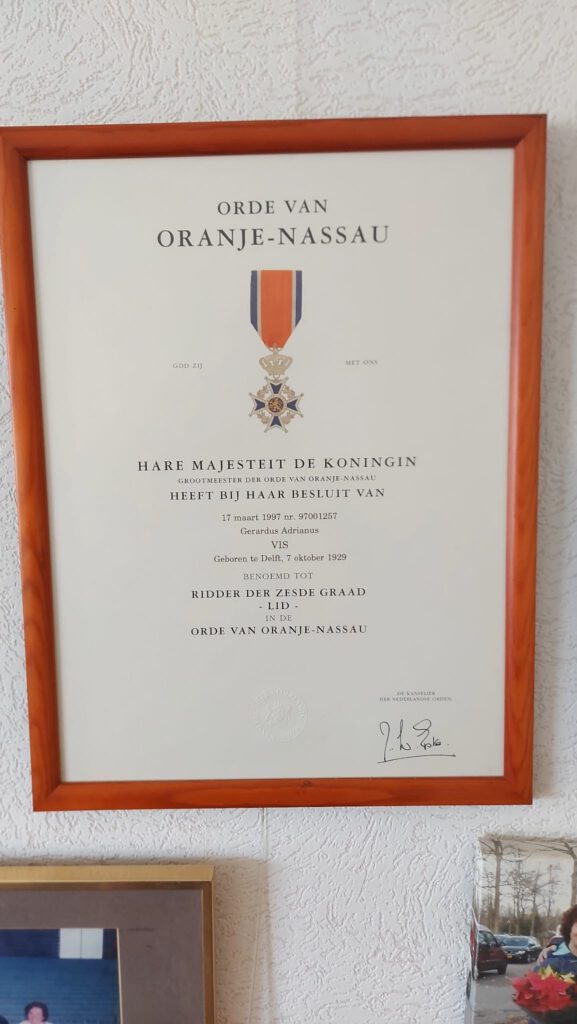 ORDE VAN
ORANJE-NASSAU
GOD ZIJ MET ONS
HARE MAJESTEIT DE KONINGIN
GROOTMEESTER DER ORDE VAN ORANJE-NASSAU
HEEFT BIJ HAAR BESLUIT VAN
17 maart 1997 nr. 97001257
Gerardus Adrianus
VIS
Geboren te Delft, 7 oktober 1929
BENOEMD TOT
RIDDER DER ZESDE GRAAD
- LID -
IN DE
ORDE VAN ORANJE-NASSAU
DE KANSELIER
DER NEDERLANDSE ORDEN,